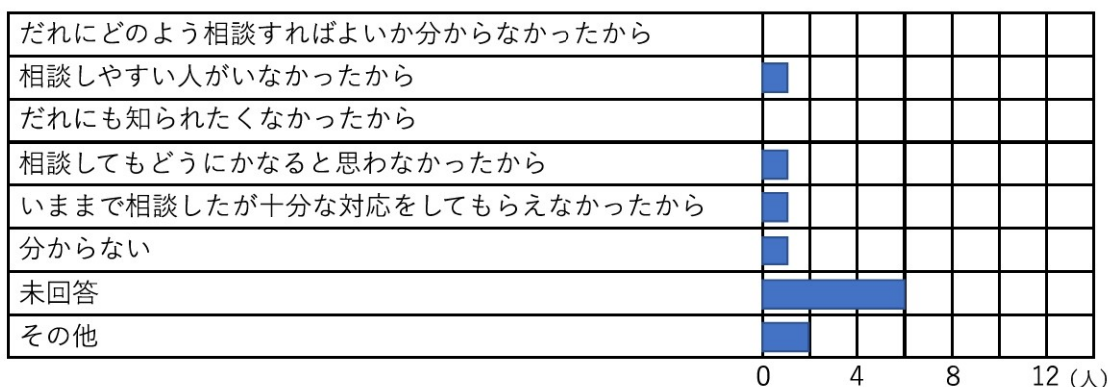 だれにどのよう相談すればよいか分からなかったから
相談しやすい人がいなかったから
だれにも知られたくなかったから
相談してもどうにかなると思わなかったから
いままで相談したが十分な対応をしてもらえなかったから
分からない
未回答
その他
0 4 8 12 (人)